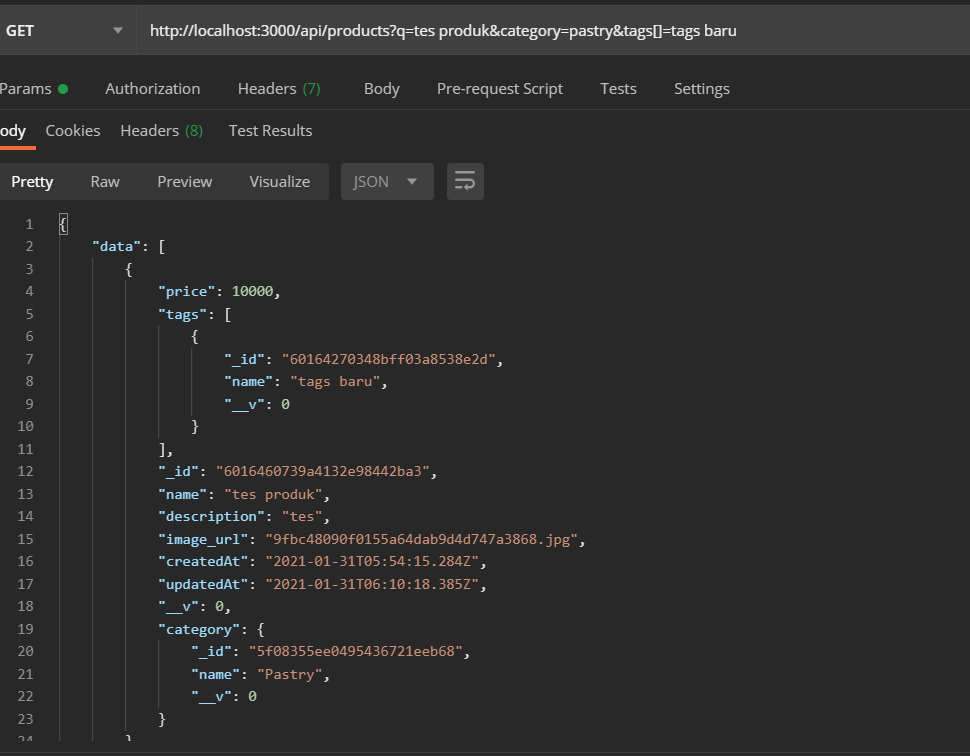 GET http://localhost:3000/api/products?q=tes produk&category=pastry&tags[]=tags baru
Params Authorization Headers (7) Body Pre-request Script Tests Settings
ody Cookies Headers (8) Test Results
Pretty Raw Preview Visualize JSON
1 {
2 "data": [
3 {
4 "price": 10000,
5 "tags": [
6 {
7 "_id": "60164270348bff03a8538e2d",
8 "name": "tags baru",
9 "__v": 0
10 }
11 ],
12 "_id": "6016460739a4132e98442ba3",
13 "name": "tes produk",
14 "description": "tes",
15 "image_url": "9fbc48090f0155a64dab9d4d747a3868.jpg",
16 "createdAt": "2021-01-31T05:54:15.284Z",
17 "updatedAt": "2021-01-31T06:10:18.385Z",
18 "__v": 0,
19 "category": {
20 "_id": "5f08355ee0495436721eeb68",
21 "name": "Pastry",
22 "__v": 0
23 }
24 }